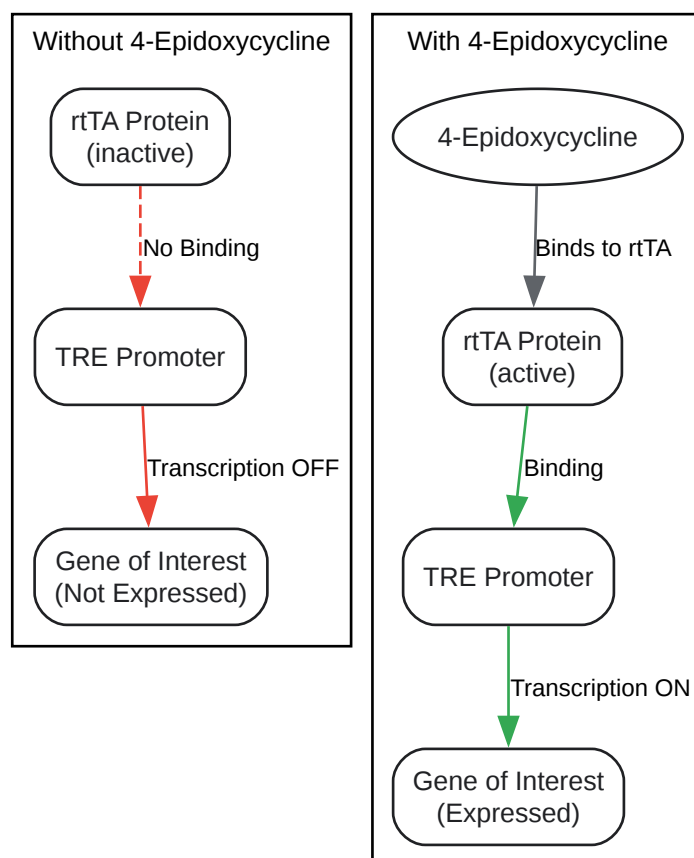 Without 4-Epidoxycycline
rtTA Protein
(inactive)
No Binding
TRE Promoter
Transcription OFF
Gene of Interest
(Not Expressed)
With 4-Epidoxycycline
4-Epidoxycycline
Binds to rtTA
rtTA Protein
(active)
Binding
TRE Promoter
Transcription ON
Gene of Interest
(Expressed)